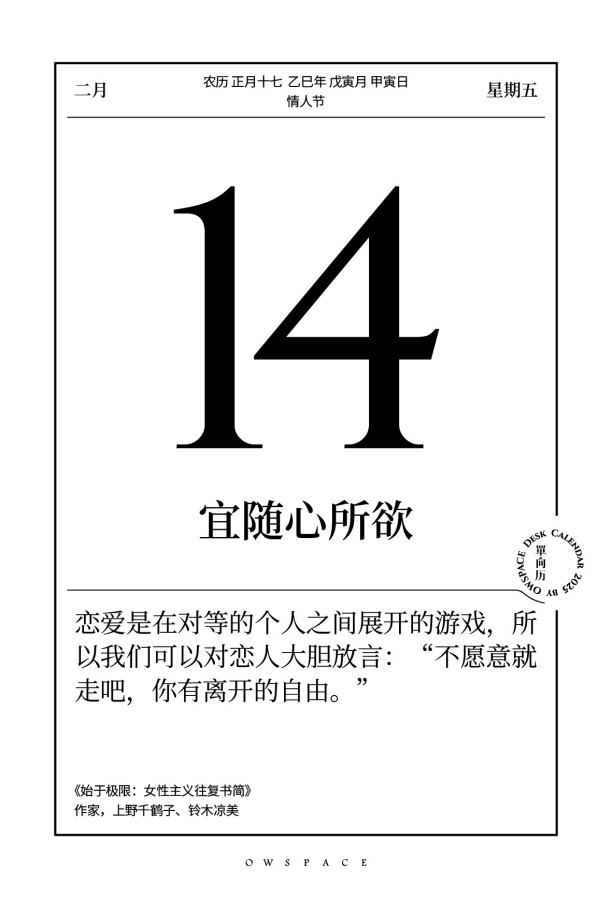 二月
农历 正月十七 乙巳年 戊寅月 甲寅日
情人节
星期五
14
宜随心所欲
單向历
DESK CALENDAR 2025 BY OWSPACE
恋爱是在对等的个人之间展开的游戏，所
以我们可以对恋人大胆放言：“不愿意就
走吧，你有离开的自由。”
《始于极限：女性主义往复书简》
作家，上野千鹤子、铃木凉美
OWSPACE